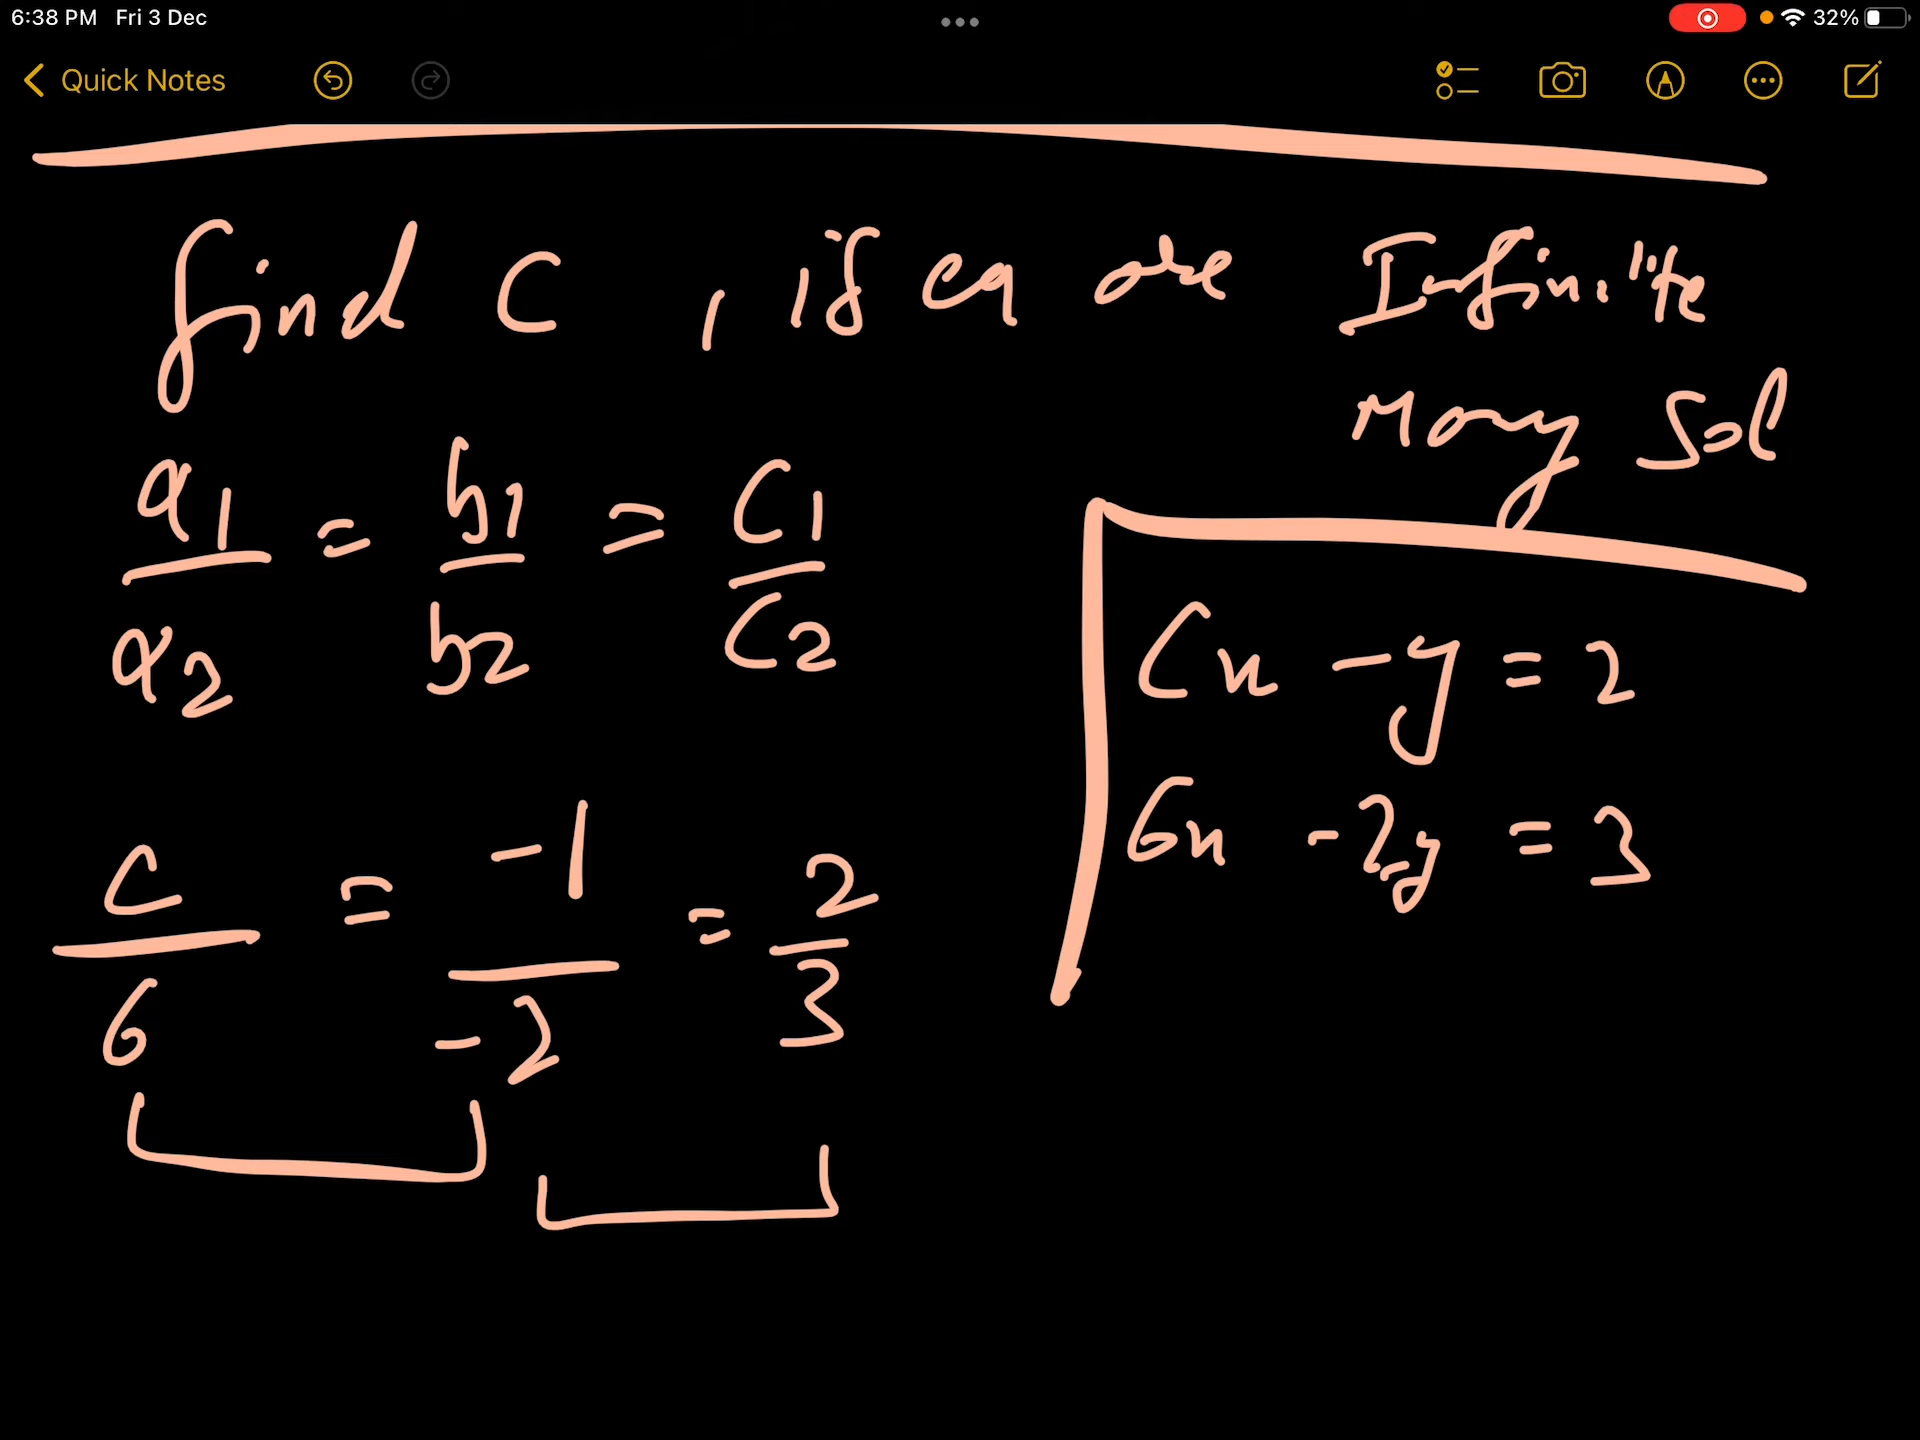 6:38 PM Fri 3 Dec
32%
Quick Notes
find C , if eq are Infinite
Many Sol
a1/a2 = b1/b2 = C1/C2
Cx - y = 2
6x - 2y = 3
C/6 = -1/-2 = 2/3